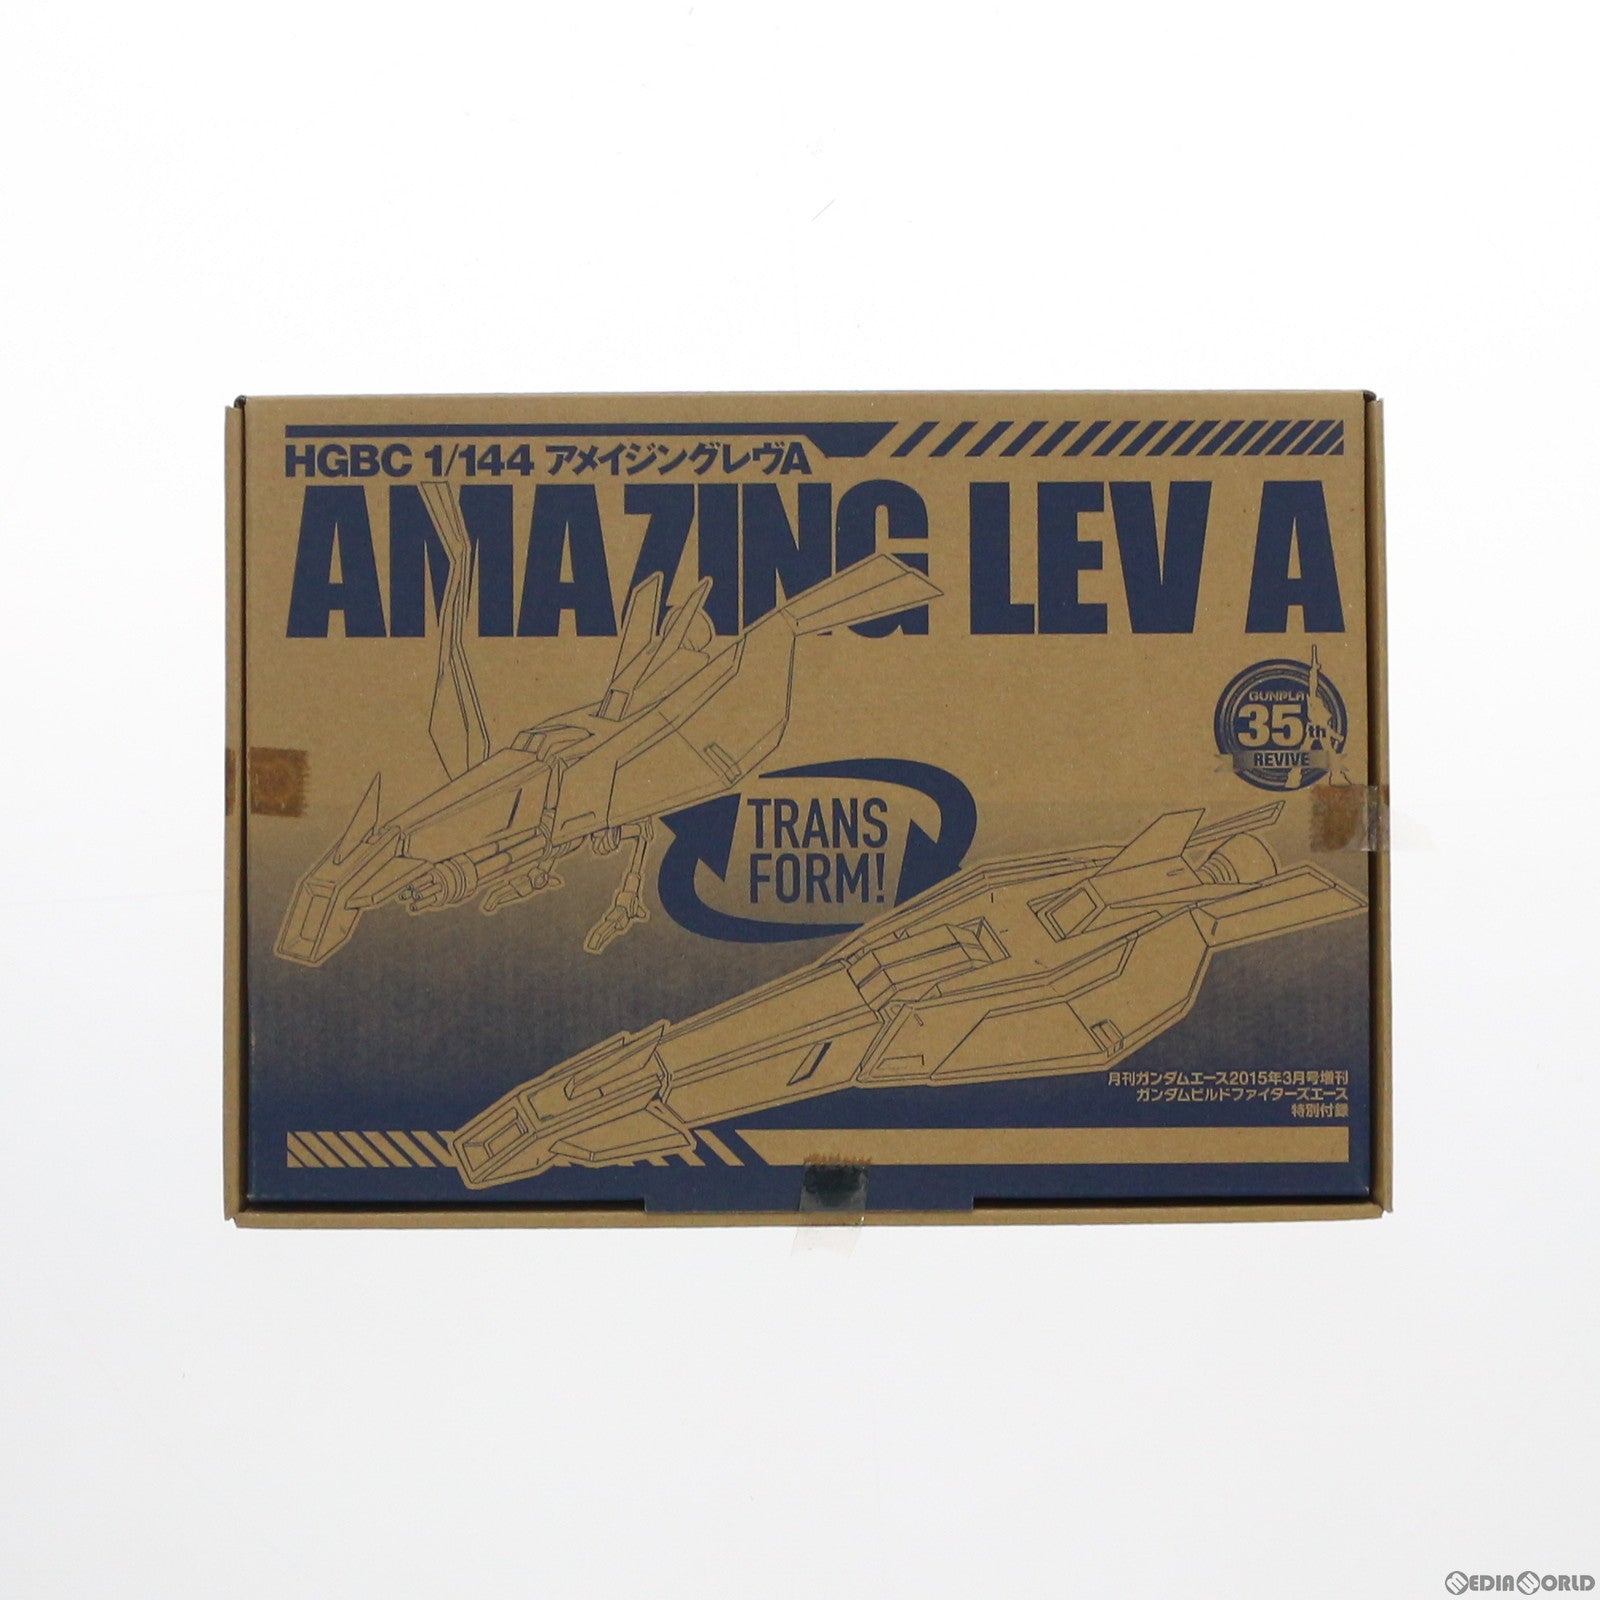 HGBC 1/144 アメイジングレヴA
AMAZING LEV A
GUNPLA
35th
REVIVE
TRANS
FORM!
月刊ガンダムエース2015年3月号増刊
ガンダムビルドファイターズエース
特別付録
MEDIAWORLD